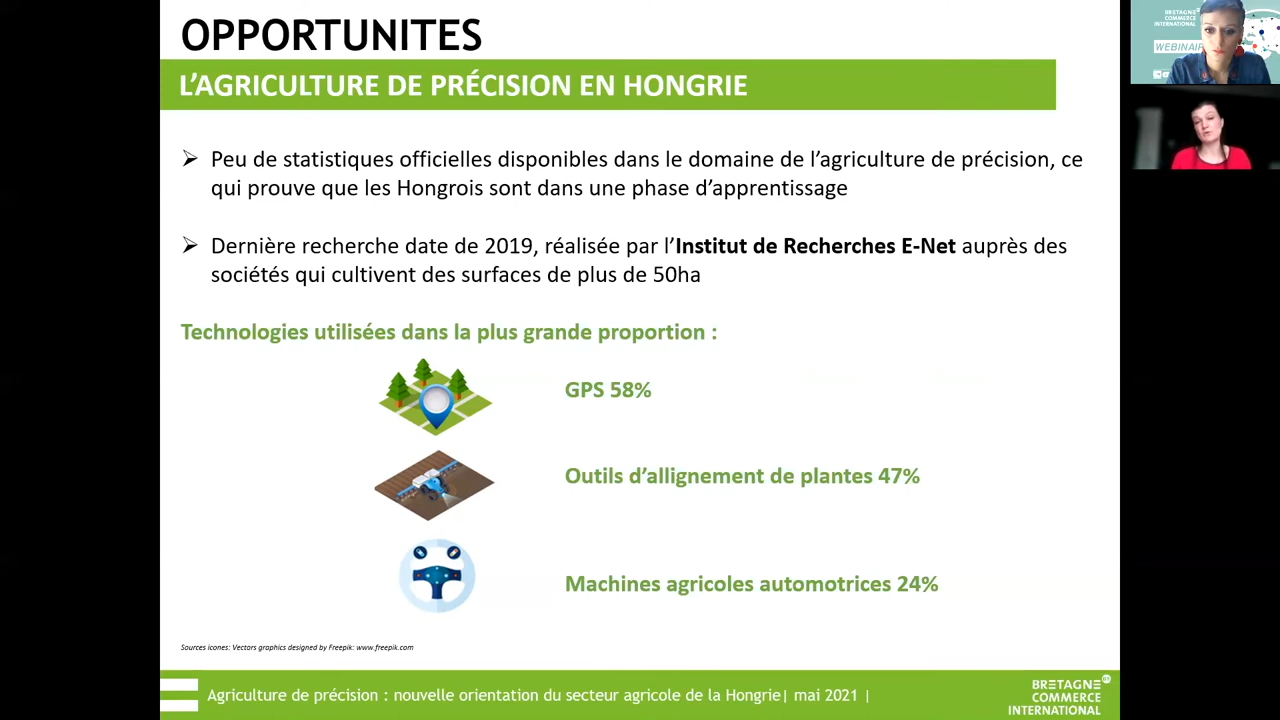 OPPORTUNITES
L'AGRICULTURE DE PRÉCISION EN HONGRIE
➢ Peu de statistiques officielles disponibles dans le domaine de l'agriculture de précision, ce
qui prouve que les Hongrois sont dans une phase d'apprentissage
➢ Dernière recherche date de 2019, réalisée par l'Institut de Recherches E-Net auprès des
sociétés qui cultivent des surfaces de plus de 50ha
Technologies utilisées dans la plus grande proportion :
GPS 58%
Outils d'allignement de plantes 47%
Machines agricoles automotrices 24%
Sources icones: Vectors graphics designed by Freepik: www.freepik.com
Agriculture de précision : nouvelle orientation du secteur agricole de la Hongrie| mai 2021 |
BRETAGNE
COMMERCE
INTERNATIONAL
BRETAGNE
COMMERCE
INTERNATIONAL
WEBINAIR